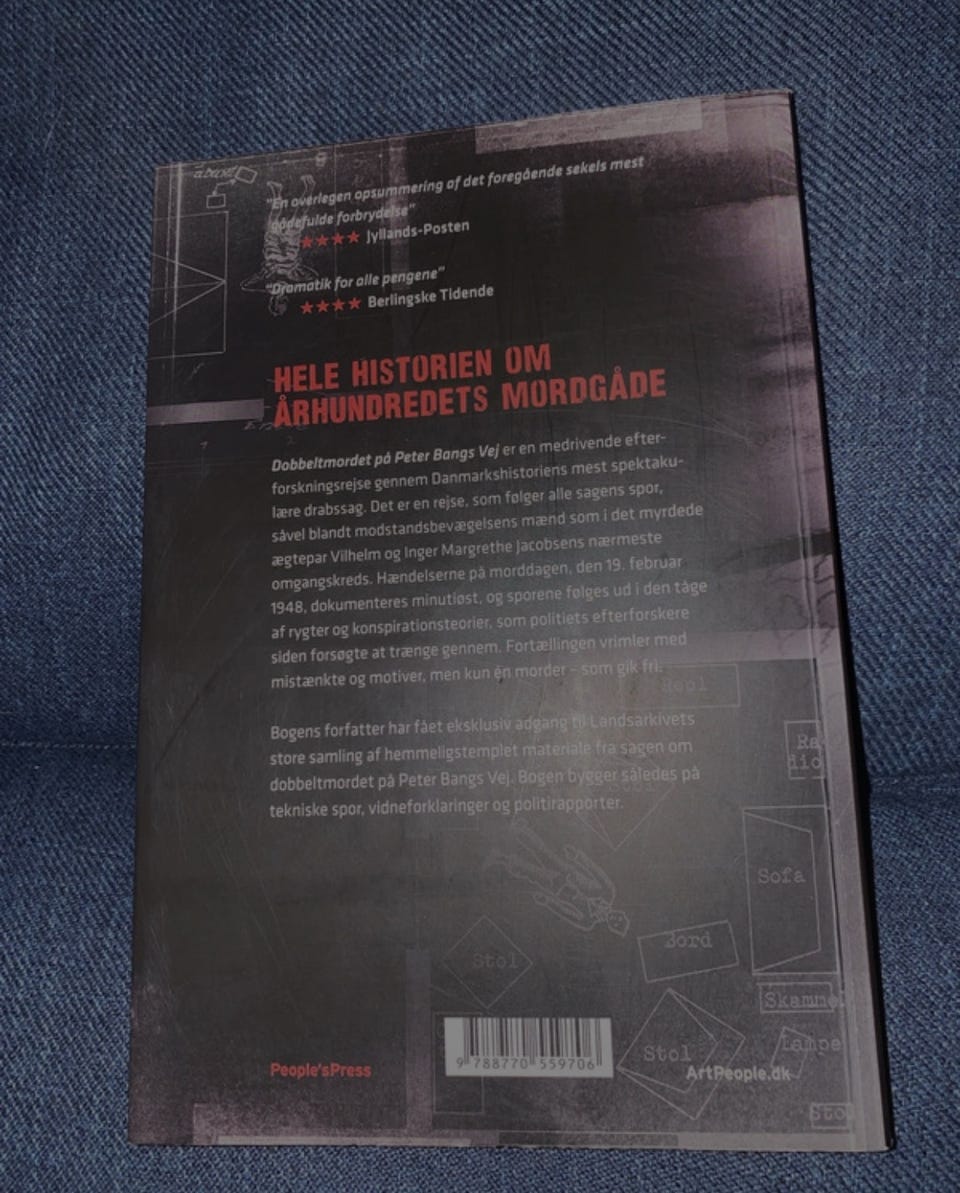 "En overlegen opsummering af det foregående sekels mest
gådefulde forbrydelse"
★★★★ Jyllands-Posten
"Dramatik for alle pengene"
★★★★ Berlingske Tidende
HELE HISTORIEN OM
ÅRHUNDREDETS MORDGÅDE
Dobbeltmordet på Peter Bangs Vej er en medrivende efter-
forskningsrejse gennem Danmarkshistoriens mest spektaku-
lære drabssag. Det er en rejse, som følger alle sagens spor,
såvel blandt modstandsbevægelsens mænd som i det myrdede
ægtepar Vilhelm og Inger Margrethe Jacobsens nærmeste
omgangskreds. Hændelserne på morddagen, den 19. februar
1948, dokumenteres minutiøst, og sporene følges ud i den tåge
af rygter og konspirationsteorier, som politiets efterforskere
siden forsøgte at trænge gennem. Fortællingen vrimler med
mistænkte og motiver, men kun én morder – som gik fri.
Reol
Bogens forfatter har fået eksklusiv adgang til Landsarkivets
store samling af hemmeligstemplet materiale fra sagen om
dobbeltmordet på Peter Bangs Vej. Bogen bygger således på
tekniske spor, vidneforklaringer og politirapporter.
Ra
dio
Stol
Sofa
Bord
Stol
Skammel
Stol
Lampe
Stol
9 788770 559706
People'sPress
ArtPeople.dk